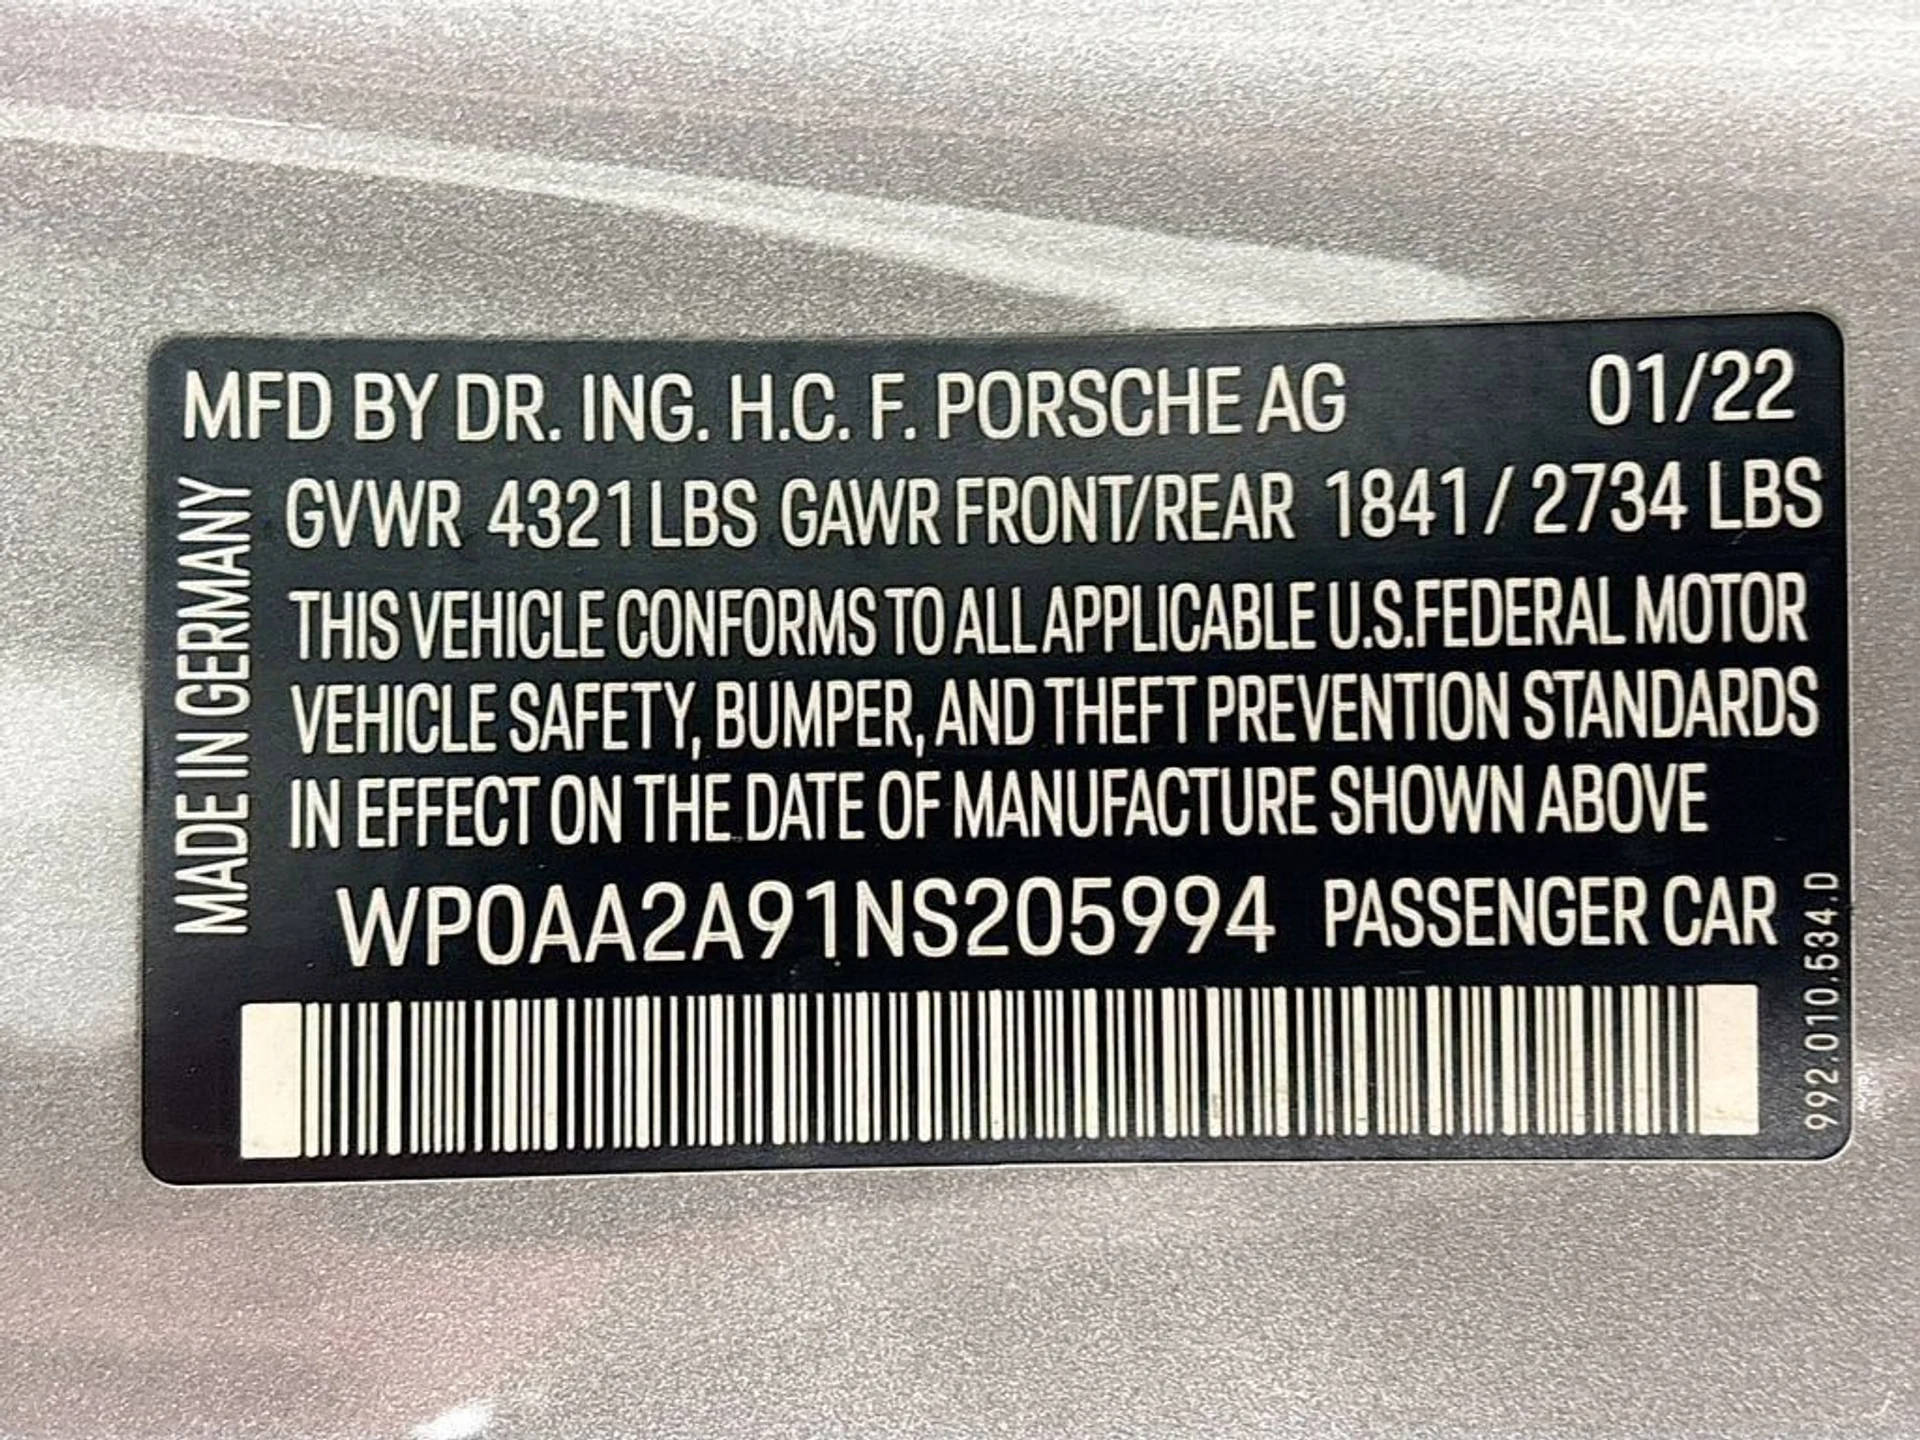 MFD BY DR. ING. H.C. F. PORSCHE AG 01/22
GVWR 4321LBS GAWR FRONT/REAR 1841/2734 LBS
THIS VEHICLE CONFORMS TO ALL APPLICABLE U.S.FEDERAL MOTOR
VEHICLE SAFETY, BUMPER, AND THEFT PREVENTION STANDARDS
IN EFFECT ON THE DATE OF MANUFACTURE SHOWN ABOVE
WP0AA2A91NS205994 PASSENGER CAR
MADE IN GERMANY
992.010.534.D